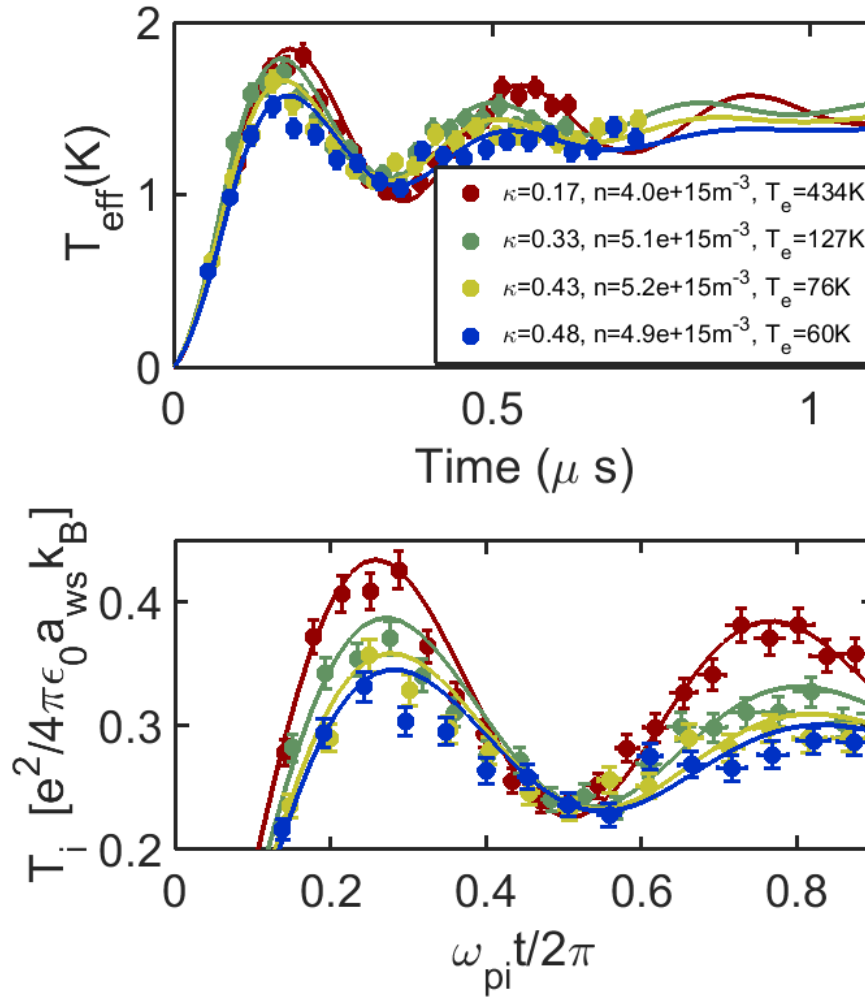 2
T_eff(K)
1
κ=0.17, n=4.0e+15m⁻³, T_e=434K
κ=0.33, n=5.1e+15m⁻³, T_e=127K
κ=0.43, n=5.2e+15m⁻³, T_e=76K
κ=0.48, n=4.9e+15m⁻³, T_e=60K
0
0 0.5 1
Time (μ s)
T_i [e²/4πϵ₀a_ws k_B]
0.4
0.3
0.2
0 0.2 0.4 0.6 0.8
ω_pi t/2π